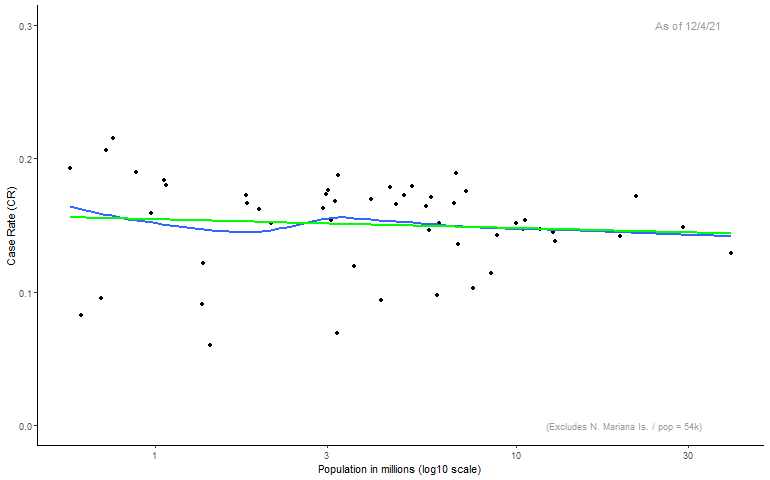 0.3
As of 12/4/21
0.2
Case Rate (CR)
0.1
0.0
(Excludes N. Mariana Is. / pop = 54k)
1
3
10
30
Population in millions (log10 scale)